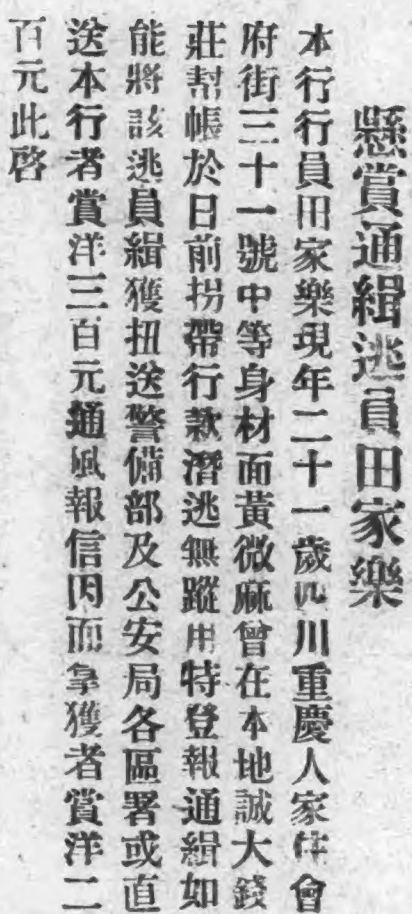 懸賞通緝逃員田家樂
本行行員田家樂現年二十一歲四川重慶人家住會
府街三十一號中等身材面黃微麻曾在本地誠大錢
莊幫帳於日前拐帶行款潛逃無蹤用特登報通緝如
能將該逃員緝獲扭送警備部及公安局各區署或直
送本行者賞洋三百元通風報信因而拿獲者賞洋二
百元此啓